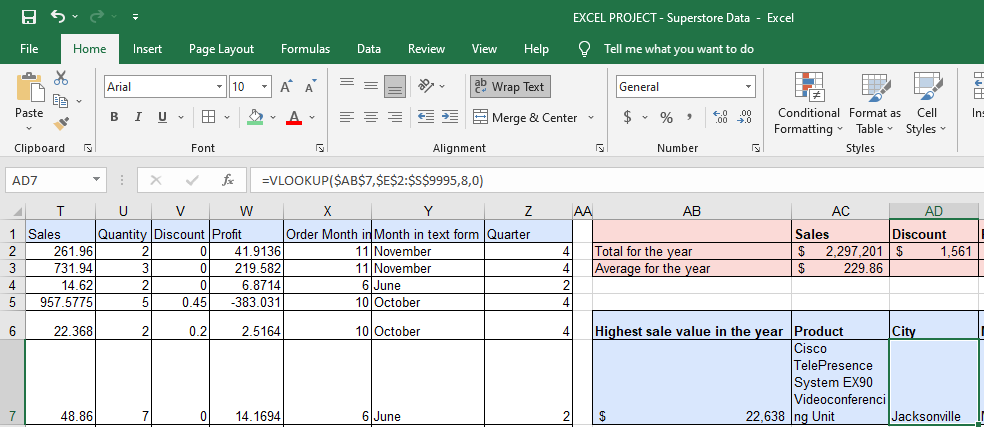 EXCEL PROJECT - Superstore Data - Excel
File Home Insert Page Layout Formulas Data Review View Help Tell me what you want to do
Paste
Arial 10
B I U A
ab Wrap Text
Merge & Center
General
$ % ,
Conditional Formatting
Format as Table
Cell Styles
Clipboard Font Alignment Number Styles
AD7 fx =VLOOKUP($AB$7,$E$2:$S$9995,8,0)
T U V W X Y Z AA AB AC AD
1 Sales Quantity Discount Profit Order Month in Month in text form Quarter Sales Discount
2 261.96 2 0 41.9136 11 November 4 Total for the year $ 2,297,201 $ 1,561
3 731.94 3 0 219.582 11 November 4 Average for the year $ 229.86
4 14.62 2 0 6.8714 6 June 2
5 957.5775 5 0.45 -383.031 10 October 4
6 22.368 2 0.2 2.5164 10 October 4 Highest sale value in the year Product City
Cisco
TelePresence
System EX90
Videoconferenci
7 48.86 7 0 14.1694 6 June 2 $ 22,638 ng Unit Jacksonville